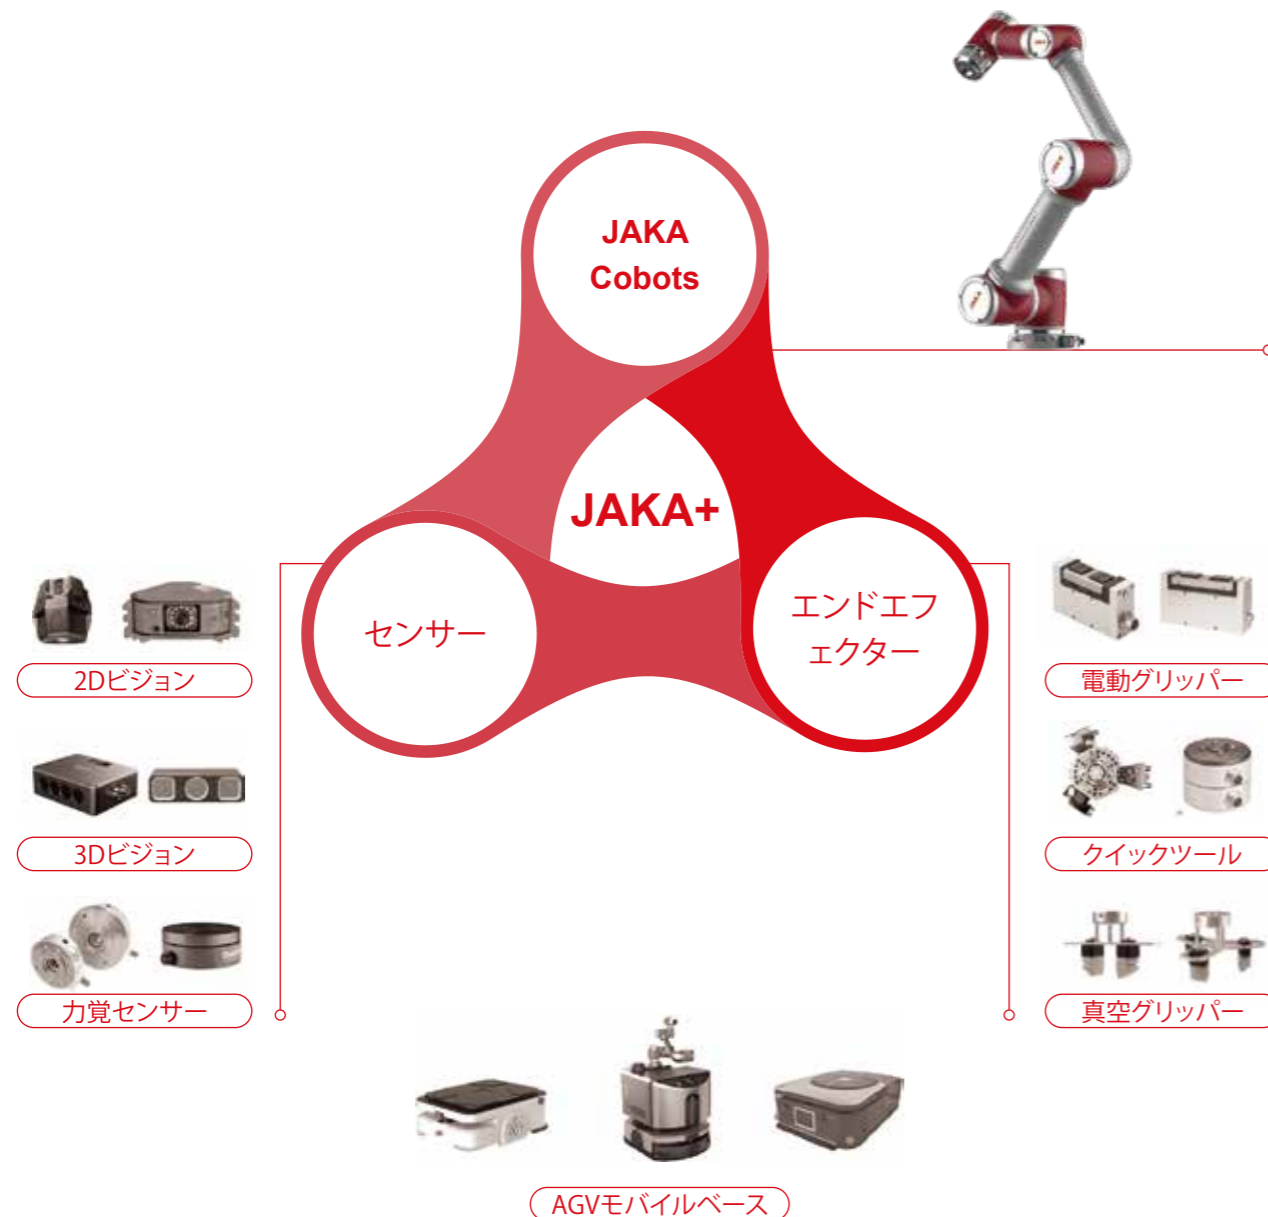 JAKA
Cobots
JAKA+
センサー
エンドエフ
ェクター
2Dビジョン
3Dビジョン
力覚センサー
電動グリッパー
クイックツール
真空グリッパー
AGVモバイルベース